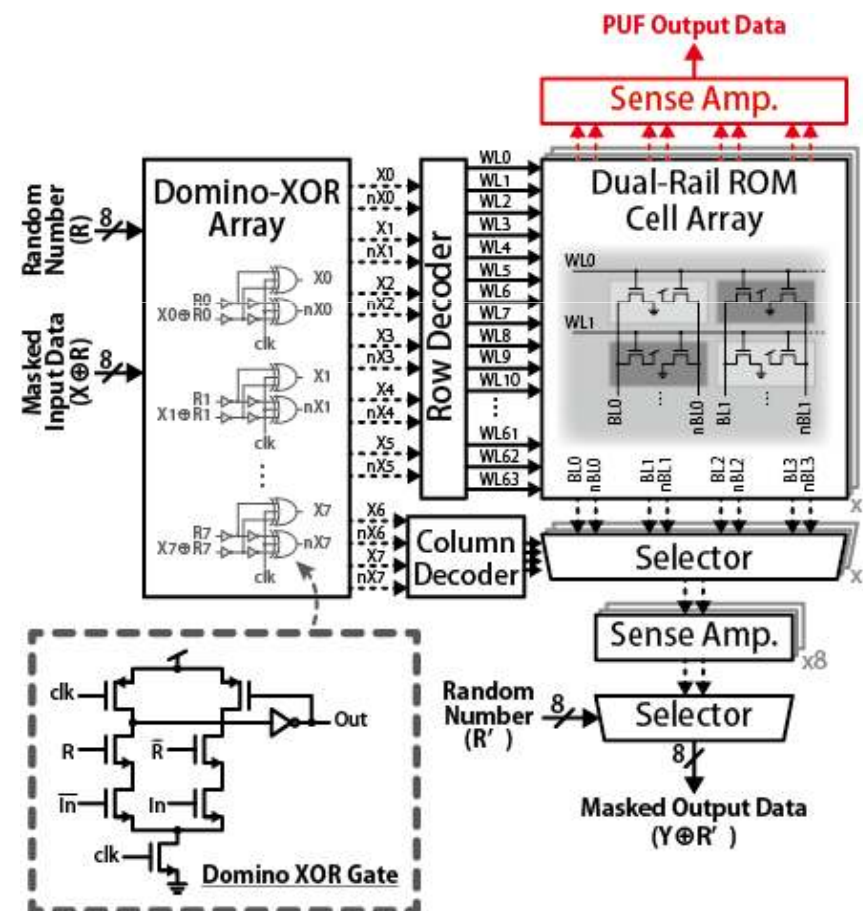 PUF Output Data
Sense Amp.
Random
Number
(R)
8
Masked
Input Data
(X⊕R)
8
Domino-XOR
Array
X0⊕R0
R0
X0
nX0
clk
X1⊕R1
R1
X1
nX1
clk
X7⊕R7
R7
X7
nX7
clk
X0
nX0
X1
nX1
X2
nX2
X3
nX3
X4
nX4
X5
nX5
X6
nX6
X7
nX7
Row Decoder
Column
Decoder
WL0
WL1
WL2
WL3
WL4
WL5
WL6
WL7
WL8
WL9
WL10
WL61
WL62
WL63
Dual-Rail ROM
Cell Array
WL0
WL1
BL0
nBL0
BL1
nBL1
BL0
nBL0
BL1
nBL1
BL2
nBL2
BL3
nBL3
x
Selector
x
Sense Amp.
x8
Random
Number
(R′ )
8
Selector
8
Masked Output Data
(Y⊕R′ )
clk
R
R̅
I̅n̅
In
clk
Out
Domino XOR Gate